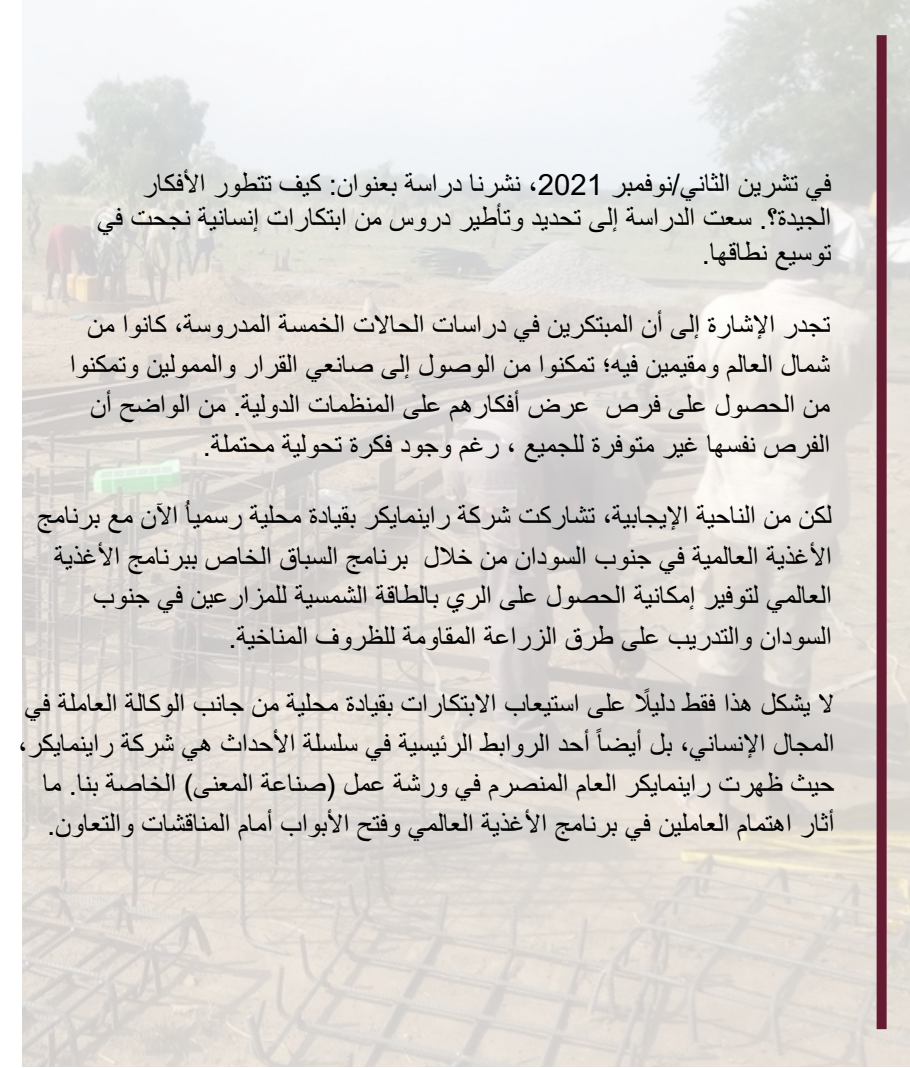 في تشرين الثاني/نوفمبر 2021، نشرنا دراسة بعنوان: كيف تتطور الأفكار
الجيدة؟. سعت الدراسة إلى تحديد وتأطير دروس من ابتكارات إنسانية نجحت في
توسيع نطاقها.
تجدر الإشارة إلى أن المبتكرين في دراسات الحالات الخمسة المدروسة، كانوا من
شمال العالم ومقيمين فيه؛ تمكنوا من الوصول إلى صانعي القرار والممولين وتمكنوا
من الحصول على فرص عرض أفكارهم على المنظمات الدولية. من الواضح أن
الفرص نفسها غير متوفرة للجميع ، رغم وجود فكرة تحولية محتملة.
لكن من الناحية الإيجابية، تشاركت شركة راينمايكر بقيادة محلية رسمياُ الآن مع برنامج
الأغذية العالمية في جنوب السودان من خلال برنامج السباق الخاص ببرنامج الأغذية
العالمي لتوفير إمكانية الحصول على الري بالطاقة الشمسية للمزارعين في جنوب
السودان والتدريب على طرق الزراعة المقاومة للظروف المناخية.
لا يشكل هذا فقط دليلًا على استيعاب الابتكارات بقيادة محلية من جانب الوكالة العاملة في
المجال الإنساني، بل أيضاً أحد الروابط الرئيسية في سلسلة الأحداث هي شركة راينمايكر،
حيث ظهرت راينمايكر العام المنصرم في ورشة عمل (صناعة المعنى) الخاصة بنا. ما
أثار اهتمام العاملين في برنامج الأغذية العالمي وفتح الأبواب أمام المناقشات والتعاون.